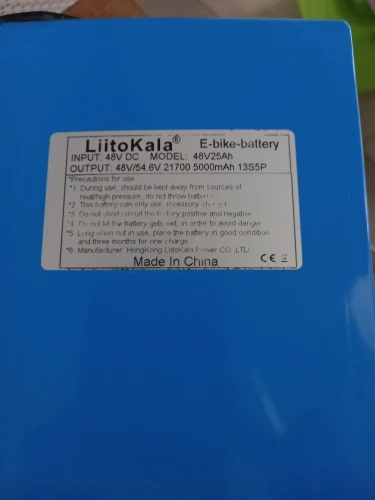 LiitoKala® E-bike-battery
INPUT: 48V DC MODEL: 48V25Ah
OUTPUT: 48V/54.6V 21700 5000mAh 13S5P
*Precautions for use
*1 During use, should be kept away from sources of
heat/high pressure, do not throw batteries
*2 This battery can only use accessory charger
*3 Do not short circuit the battery positive and negative
*4 Do not let the battery gets wet, in order to avoid danger
*5 Long when not in use, place the battery in good condition
and three months for one charge
*6 Manufacturer: HongKong LiitoKala Power CO.,LTD
Made In China CE